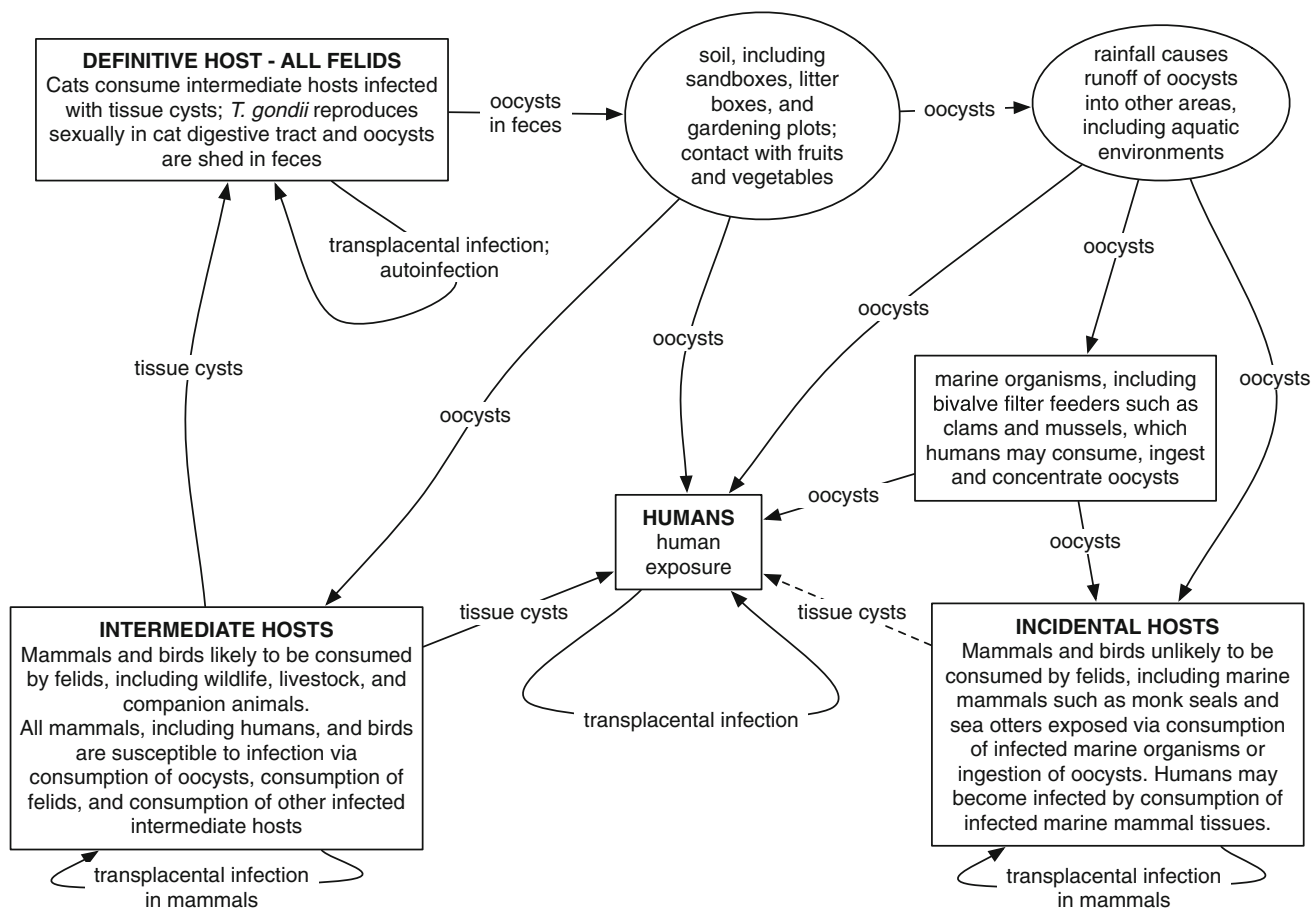 DEFINITIVE HOST - ALL FELIDS
Cats consume intermediate hosts infected
with tissue cysts; T. gondii reproduces
sexually in cat digestive tract and oocysts
are shed in feces
oocysts
in feces
soil, including
sandboxes, litter
boxes, and
gardening plots;
contact with fruits
and vegetables
oocysts
rainfall causes
runoff of oocysts
into other areas,
including aquatic
environments
transplacental infection;
autoinfection
tissue cysts
oocysts
oocysts
oocysts
oocysts
oocysts
marine organisms, including
bivalve filter feeders such as
clams and mussels, which
humans may consume, ingest
and concentrate oocysts
oocysts
oocysts
HUMANS
human
exposure
tissue cysts
tissue cysts
transplacental infection
INTERMEDIATE HOSTS
Mammals and birds likely to be consumed
by felids, including wildlife, livestock, and
companion animals.
All mammals, including humans, and birds
are susceptible to infection via
consumption of oocysts, consumption of
felids, and consumption of other infected
intermediate hosts
transplacental infection
in mammals
INCIDENTAL HOSTS
Mammals and birds unlikely to be
consumed by felids, including marine
mammals such as monk seals and
sea otters exposed via consumption
of infected marine organisms or
ingestion of oocysts. Humans may
become infected by consumption of
infected marine mammal tissues.
transplacental infection
in mammals